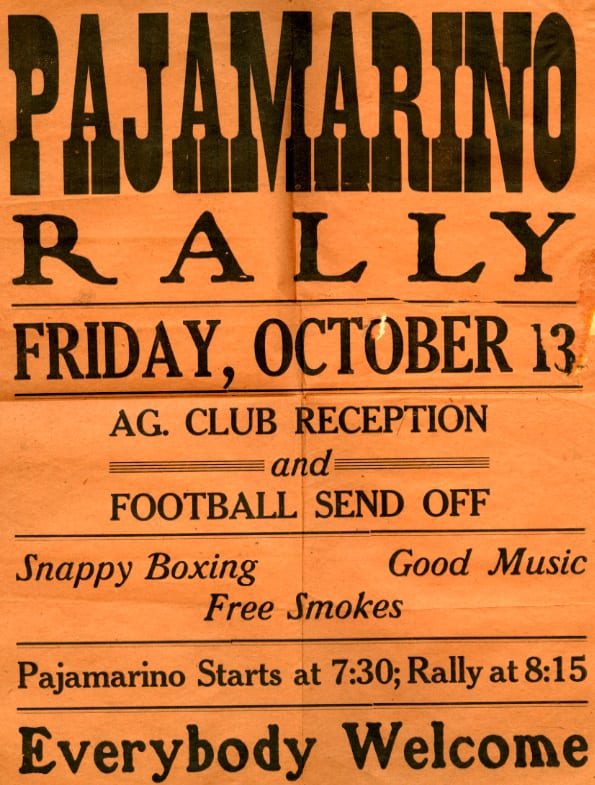 PAJAMARINO
RALLY
FRIDAY, OCTOBER 13
AG. CLUB RECEPTION
and
FOOTBALL SEND OFF
Snappy Boxing Good Music
Free Smokes
Pajamarino Starts at 7:30; Rally at 8:15
Everybody Welcome